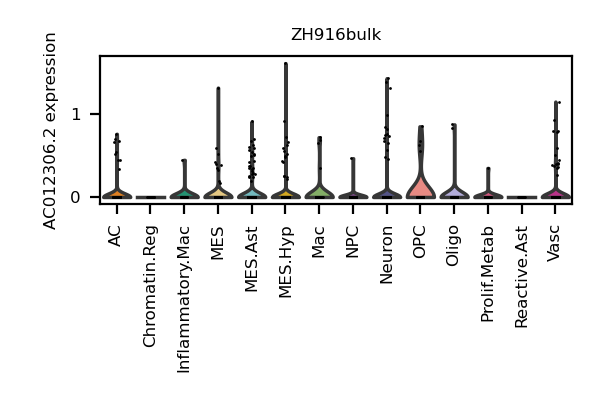 ZH916bulk
AC012306.2 expression
1
0
AC
Chromatin.Reg
Inflammatory.Mac
MES
MES.Ast
MES.Hyp
Mac
NPC
Neuron
OPC
Oligo
Prolif.Metab
Reactive.Ast
Vasc